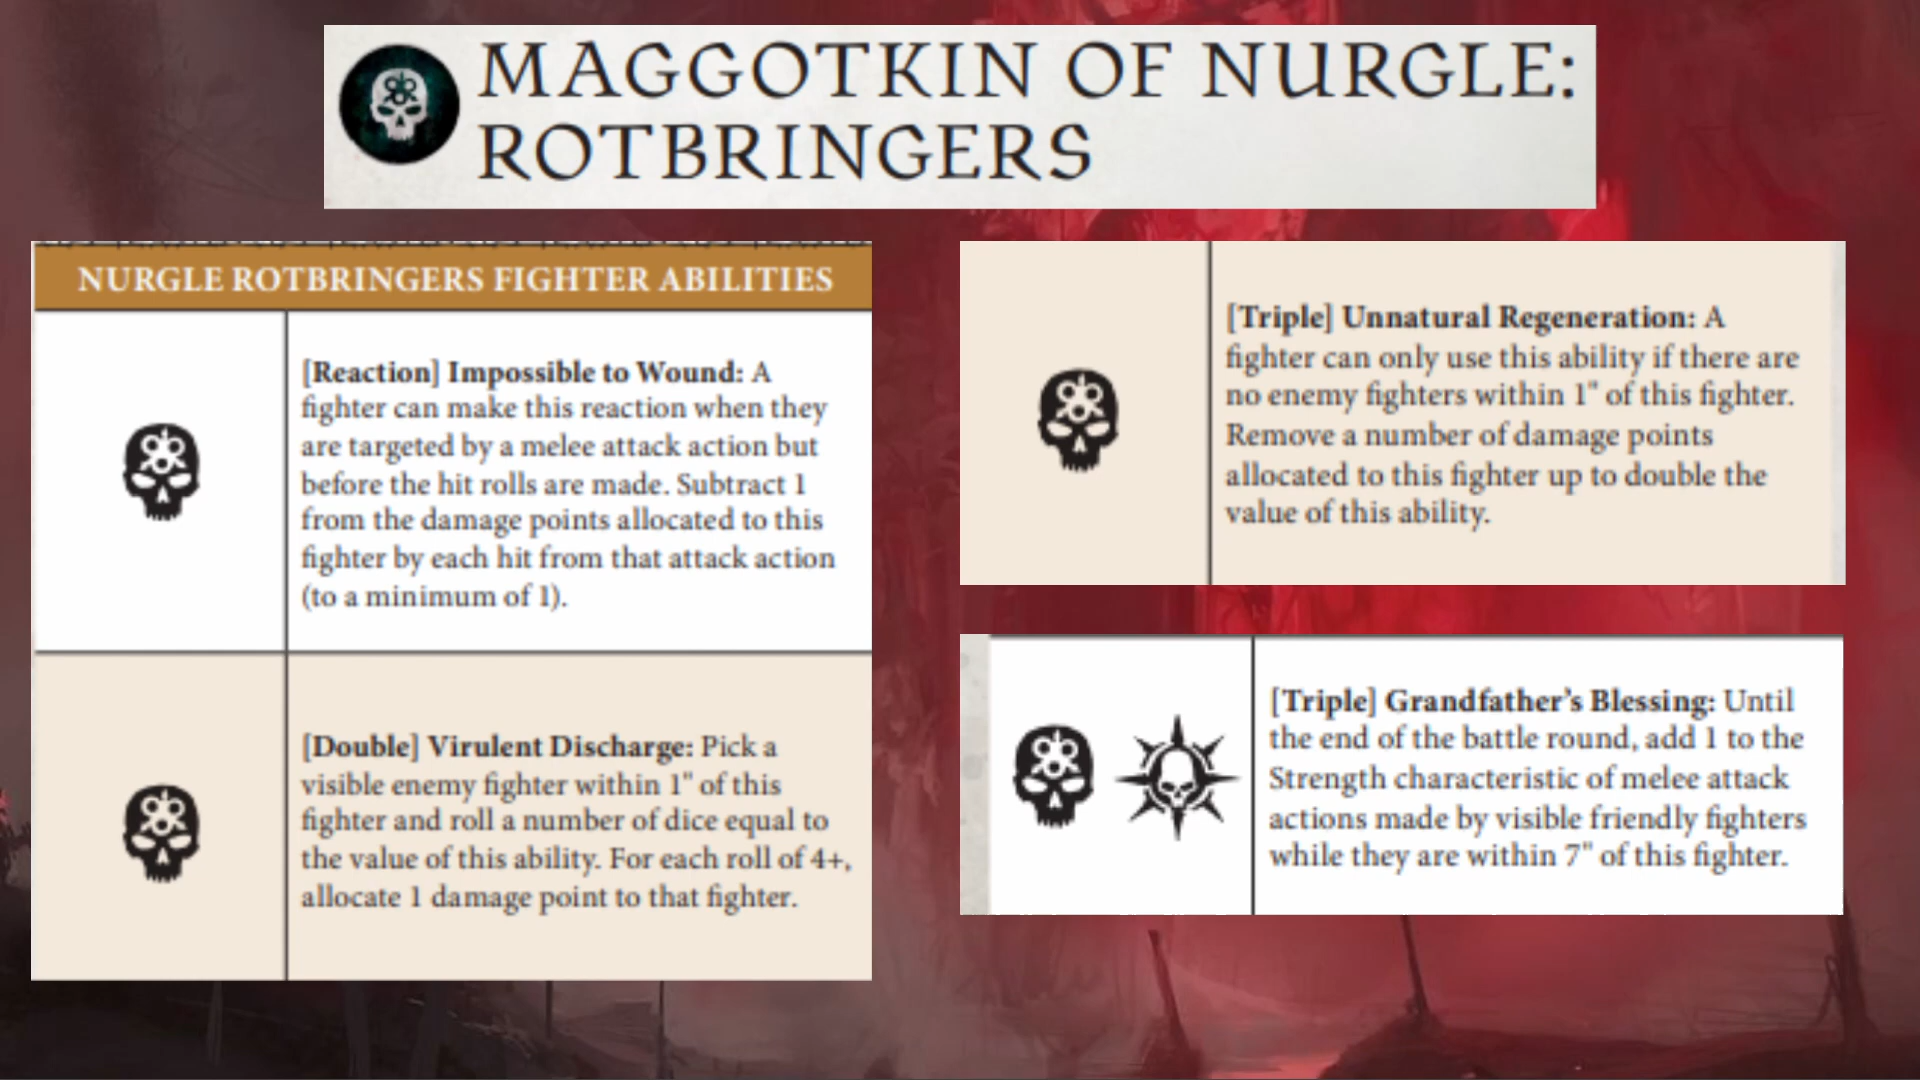 MAGGOTKIN OF NURGLE:
ROTBRINGERS
NURGLE ROTBRINGERS FIGHTER ABILITIES
[Reaction] Impossible to Wound: A
fighter can make this reaction when they
are targeted by a melee attack action but
before the hit rolls are made. Subtract 1
from the damage points allocated to this
fighter by each hit from that attack action
(to a minimum of 1).
[Double] Virulent Discharge: Pick a
visible enemy fighter within 1" of this
fighter and roll a number of dice equal to
the value of this ability. For each roll of 4+,
allocate 1 damage point to that fighter.
[Triple] Unnatural Regeneration: A
fighter can only use this ability if there are
no enemy fighters within 1" of this fighter.
Remove a number of damage points
allocated to this fighter up to double the
value of this ability.
[Triple] Grandfather’s Blessing: Until
the end of the battle round, add 1 to the
Strength characteristic of melee attack
actions made by visible friendly fighters
while they are within 7" of this fighter.